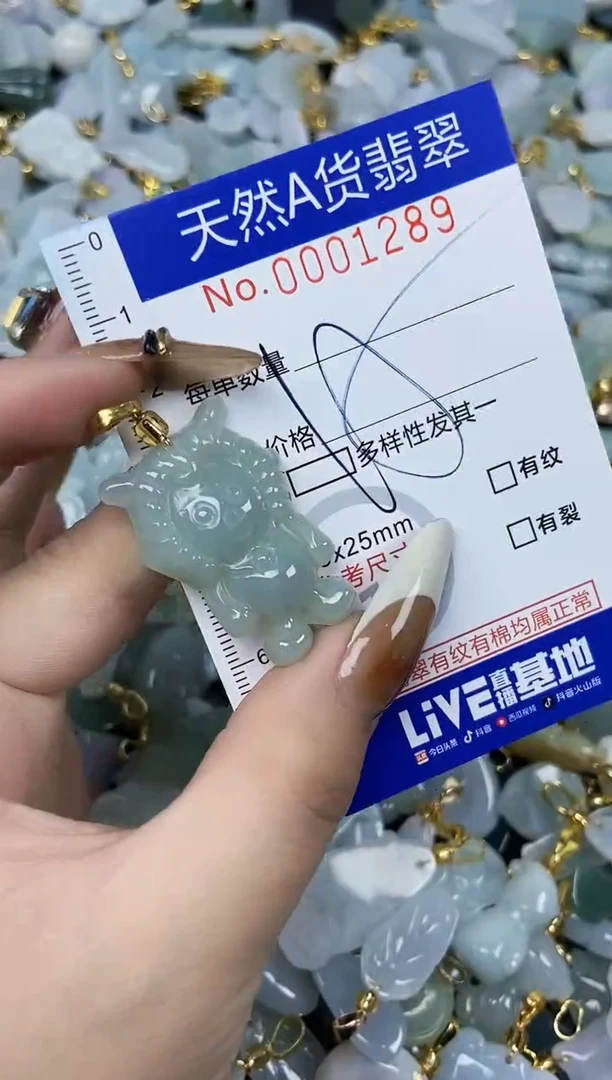 天然A货翡翠
No.0001289
0
1
2
每单数量
价格
多样性发其一
有纹
x25mm
考尺寸
有裂
6
翠有纹有棉均属正常
LiVE直播基地
今日头条 抖音 西瓜视频 抖音火山版